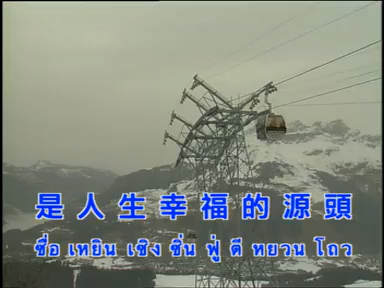 是人生幸福的源頭
ซื่อ เหยิน เซิง ซิ่น ฟู่ ตี หยวน โถว